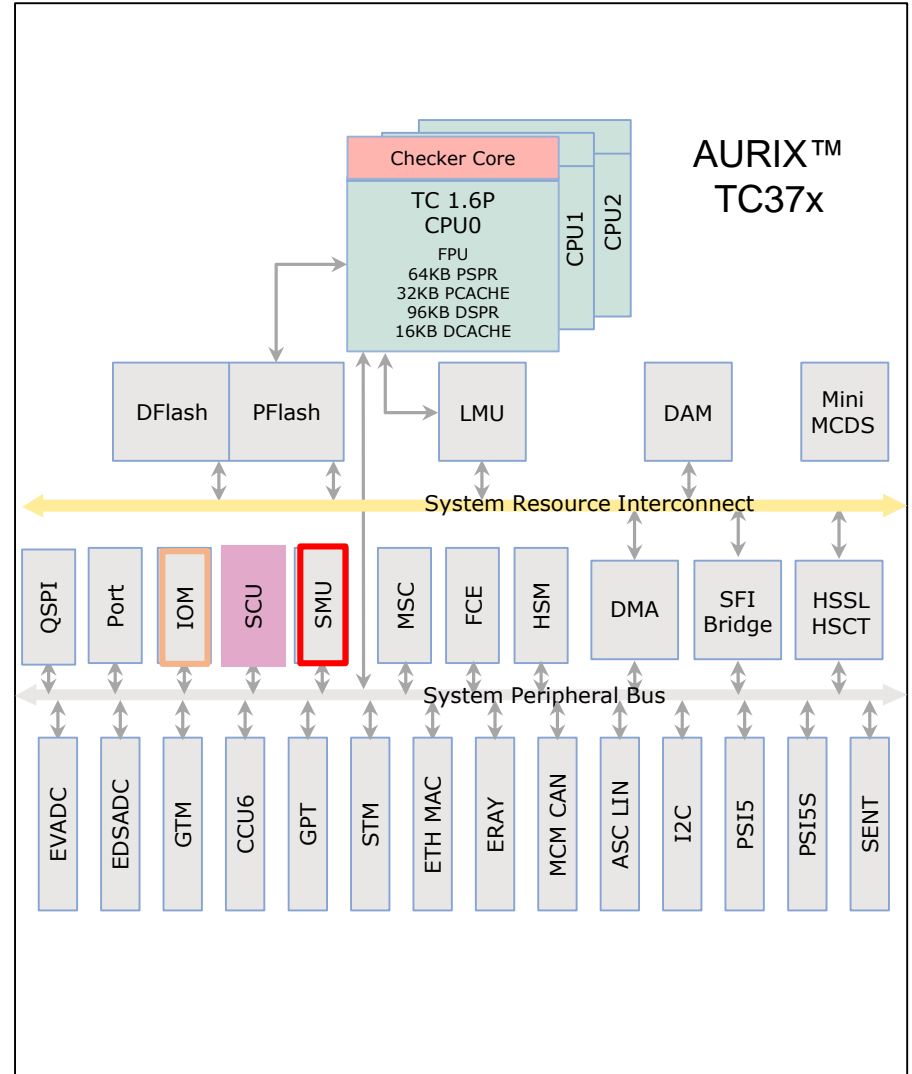 AURIX™
TC37x
Checker Core
TC 1.6P
CPU0
FPU
64KB PSPR
32KB PCACHE
96KB DSPR
16KB DCACHE
CPU1
CPU2
DFlash
PFlash
LMU
DAM
Mini
MCDS
System Resource Interconnect
QSPI
Port
IOM
SCU
SMU
MSC
FCE
HSM
DMA
SFI
Bridge
HSSL
HSCT
System Peripheral Bus
EVADC
EDSADC
GTM
CCU6
GPT
STM
ETH MAC
ERAY
MCM CAN
ASC LIN
I2C
PSI5
PSI5S
SENT